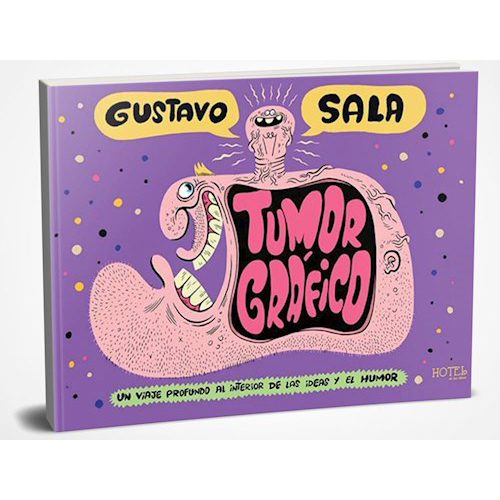 GUSTAVO SALA
TUMOR
GRÁFICO
UN VIAJE PROFUNDO AL INTERIOR DE LAS IDEAS Y EL HUMOR
HOTEL